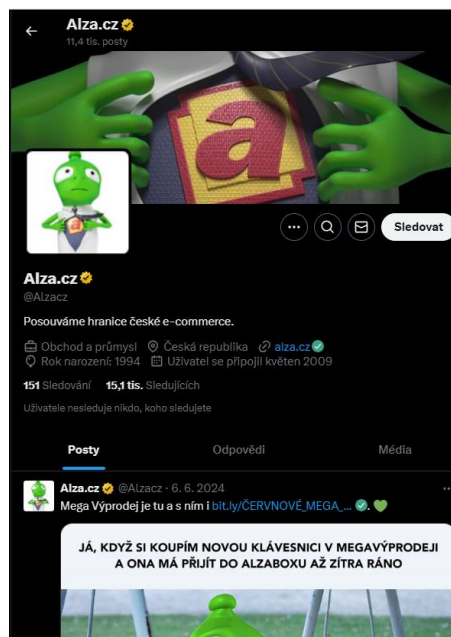 Alza.cz
11,4 tis. posty
a
a
Sledovat
Alza.cz
@Alzacz
Posouváme hranice české e-commerce.
Obchod a průmysl Česká republika alza.cz
Rok narození: 1994 Uživatel se připojil květen 2009
151 Sledování 15,1 tis. Sledujících
Uživatele nesleduje nikdo, koho sledujete
Posty Odpovědi Média
Alza.cz @Alzacz · 6. 6. 2024
Mega Výprodej je tu a s ním i bit.ly/ČERVNOVÉ_MEGA_... .
JÁ, KDYŽ SI KOUPÍM NOVOU KLÁVESNICI V MEGAVÝPRODEJI
A ONA MÁ PŘIJÍT DO ALZABOXU AŽ ZÍTRA RÁNO